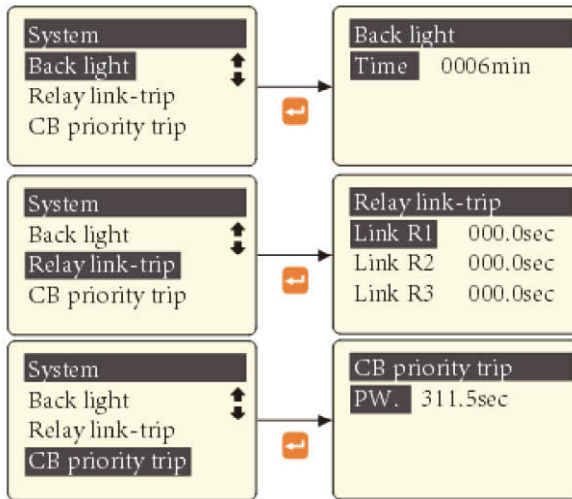 System
Back light
Relay link-trip
CB priority trip
Back light
Time 0006min
System
Back light
Relay link-trip
CB priority trip
Relay link-trip
Link R1 000.0sec
Link R2 000.0sec
Link R3 000.0sec
System
Back light
Relay link-trip
CB priority trip
CB priority trip
PW. 311.5sec